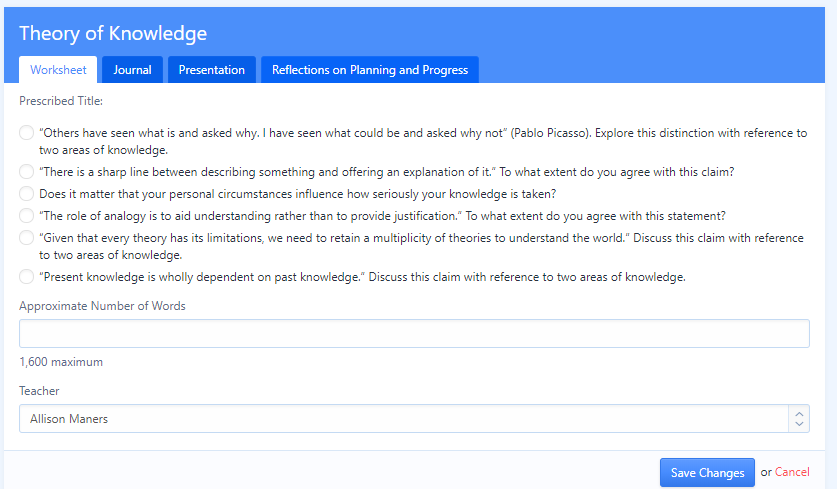 Theory of Knowledge
Worksheet
Journal
Presentation
Reflections on Planning and Progress
Prescribed Title:
“Others have seen what is and asked why. I have seen what could be and asked why not” (Pablo Picasso). Explore this distinction with reference to
two areas of knowledge.
“There is a sharp line between describing something and offering an explanation of it.” To what extent do you agree with this claim?
Does it matter that your personal circumstances influence how seriously your knowledge is taken?
“The role of analogy is to aid understanding rather than to provide justification.” To what extent do you agree with this statement?
“Given that every theory has its limitations, we need to retain a multiplicity of theories to understand the world.” Discuss this claim with reference
to two areas of knowledge.
“Present knowledge is wholly dependent on past knowledge.” Discuss this claim with reference to two areas of knowledge.
Approximate Number of Words
1,600 maximum
Teacher
Allison Maners
Save Changes or Cancel